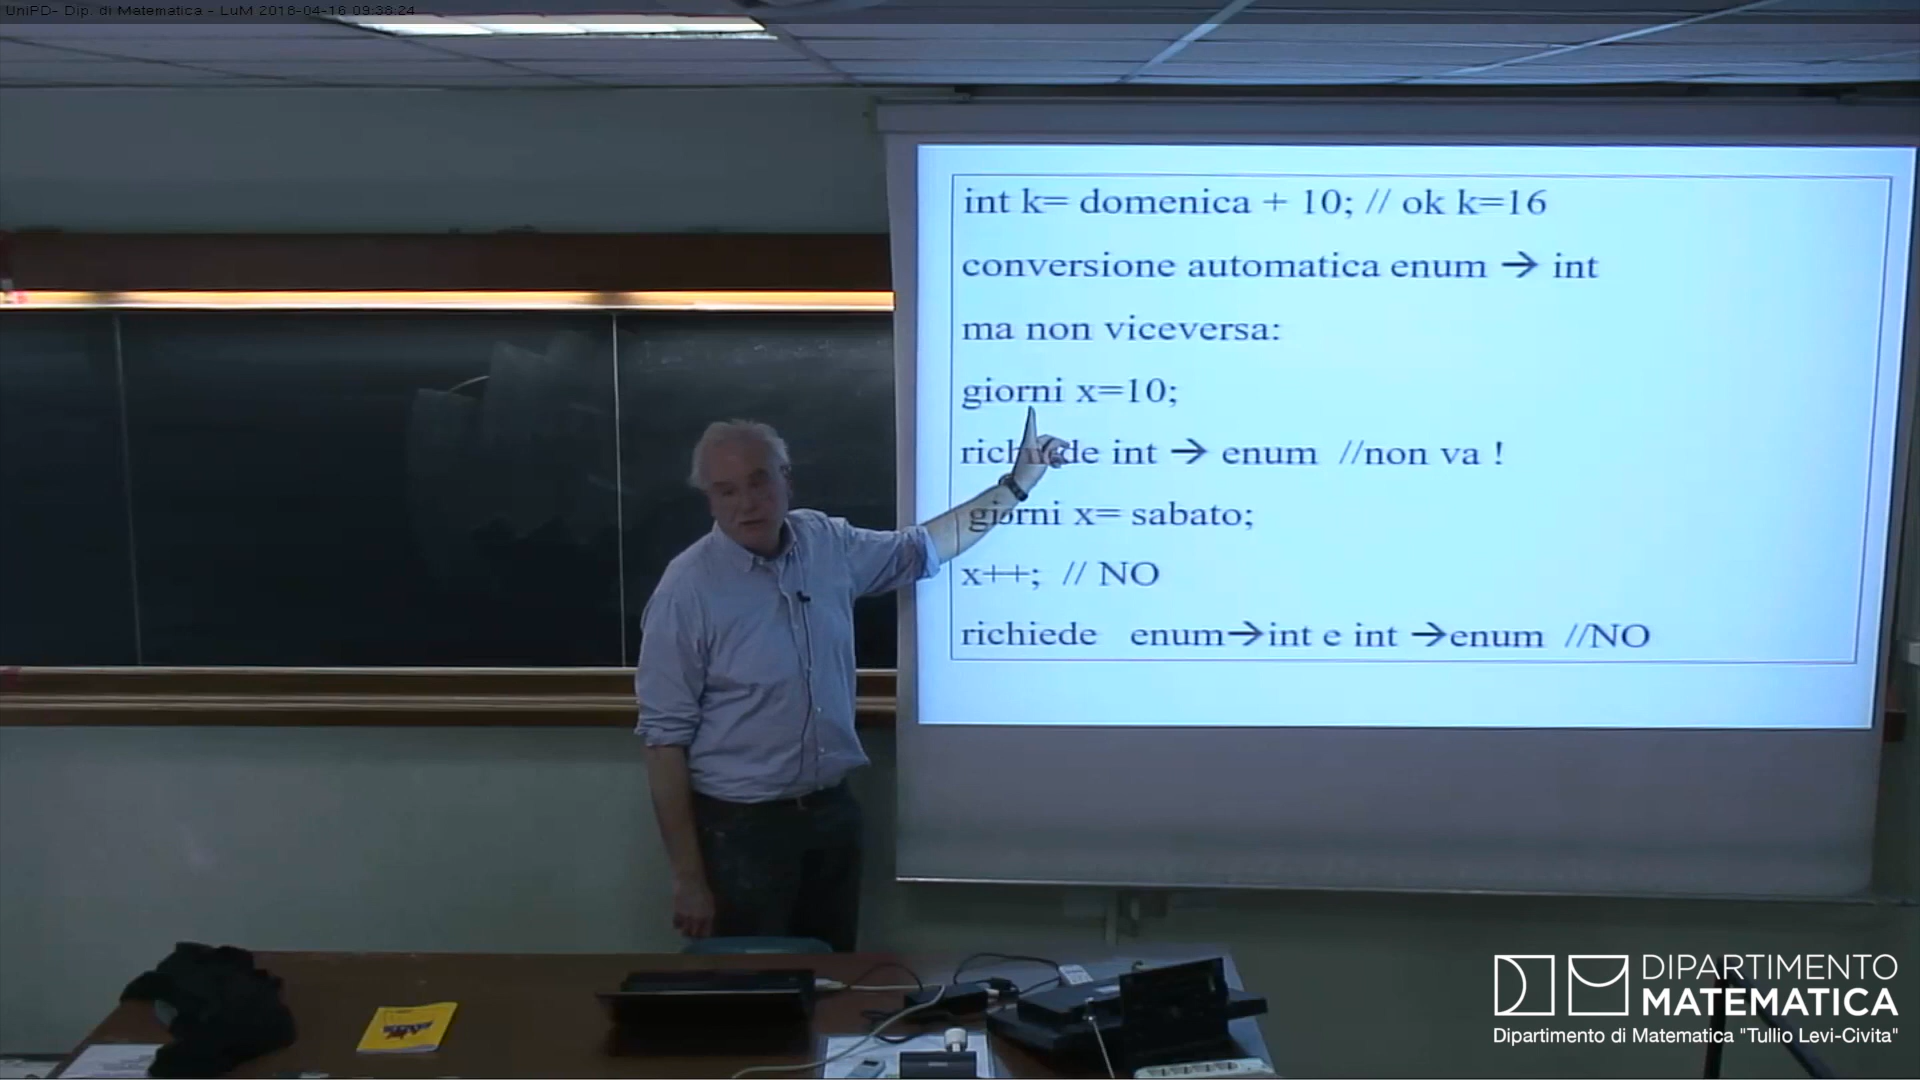 UniPD- Dip. di Matematica - LuM 2018-04-16 09:38:24
int k= domenica + 10; // ok k=16
conversione automatica enum → int
ma non viceversa:
giorni x=10;
richiede int → enum //non va !
giorni x= sabato;
x++; // NO
richiede enum→int e int →enum //NO
DIPARTIMENTO
MATEMATICA
Dipartimento di Matematica "Tullio Levi-Civita"